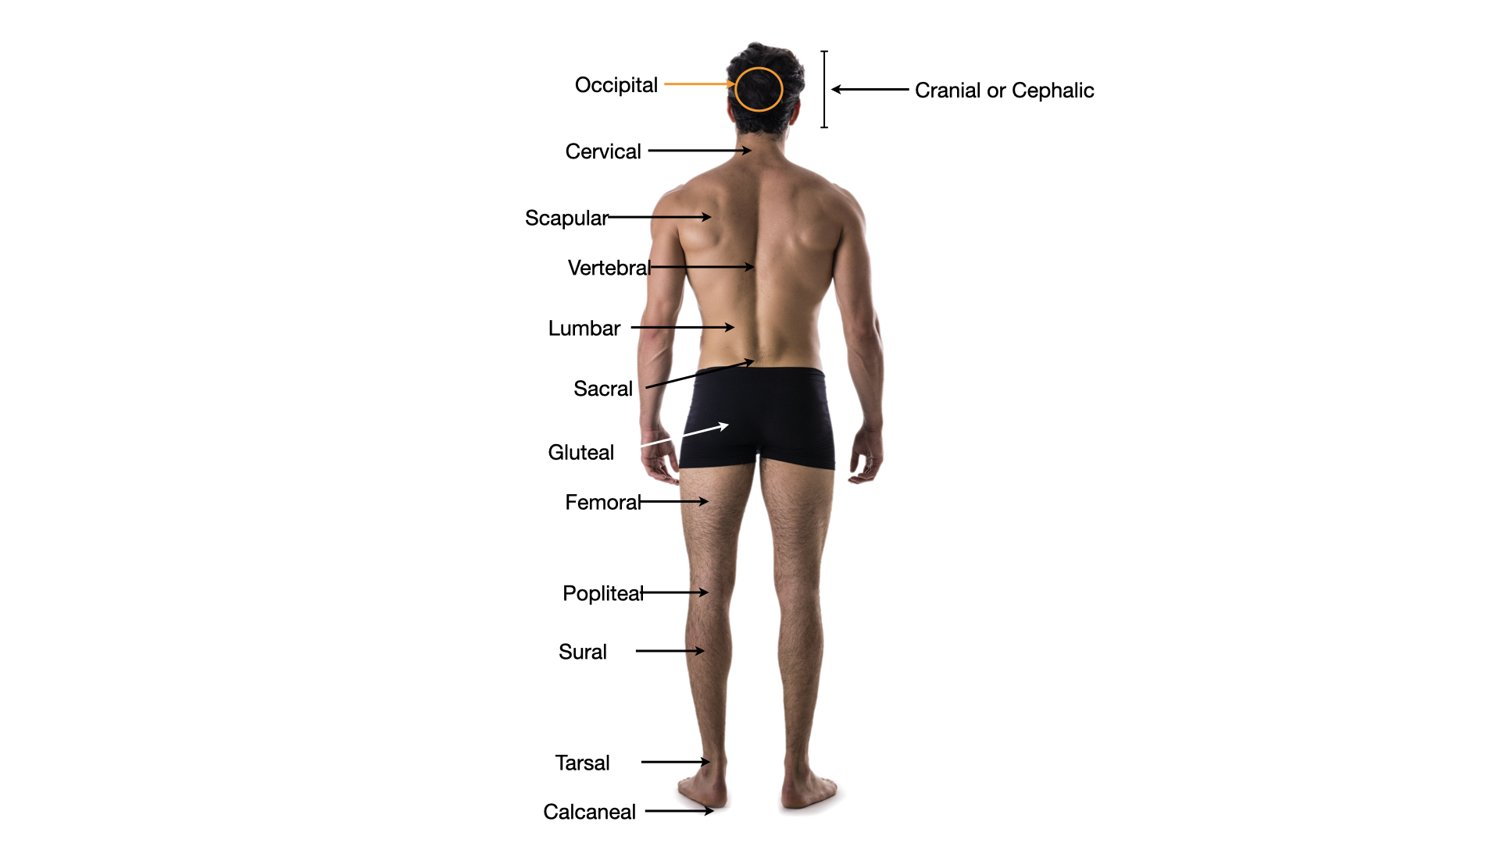 Occipital
Cranial or Cephalic
Cervical
Scapular
Vertebral
Lumbar
Sacral
Gluteal
Femoral
Popliteal
Sural
Tarsal
Calcaneal